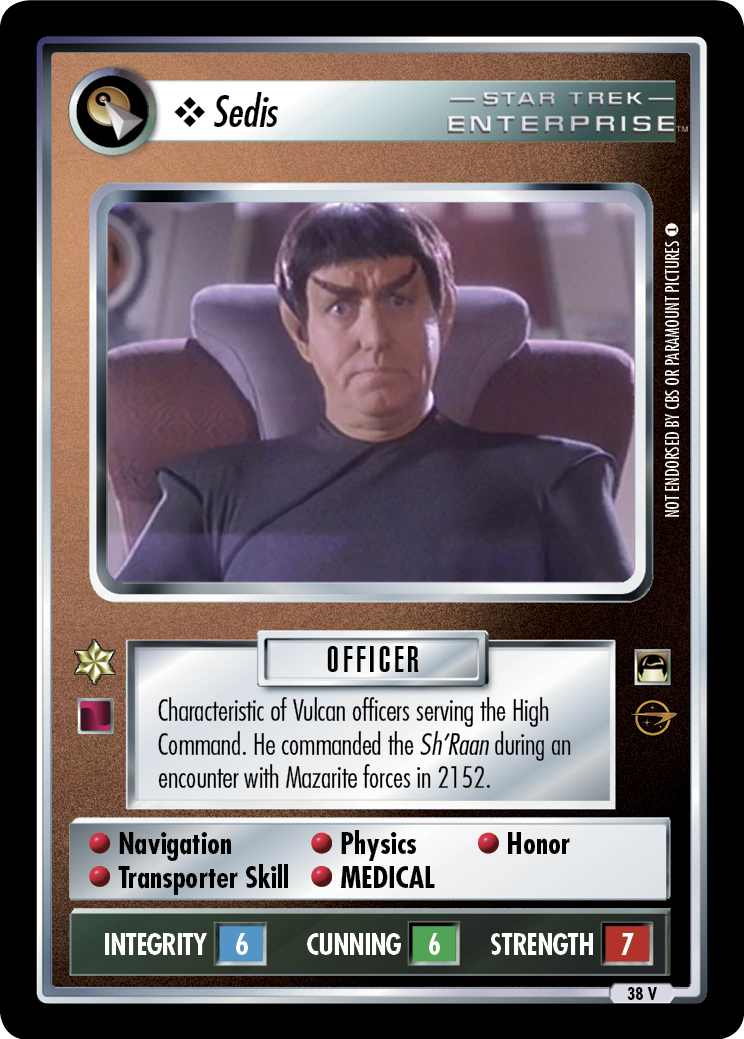 Sedis
STAR TREK
ENTERPRISE™
NOT ENDORSED BY CBS OR PARAMOUNT PICTURES 1
OFFICER
Characteristic of Vulcan officers serving the High
Command. He commanded the Sh'Raan during an
encounter with Mazarite forces in 2152.
Navigation Physics Honor
Transporter Skill MEDICAL
INTEGRITY 6 CUNNING 6 STRENGTH 7
38 V